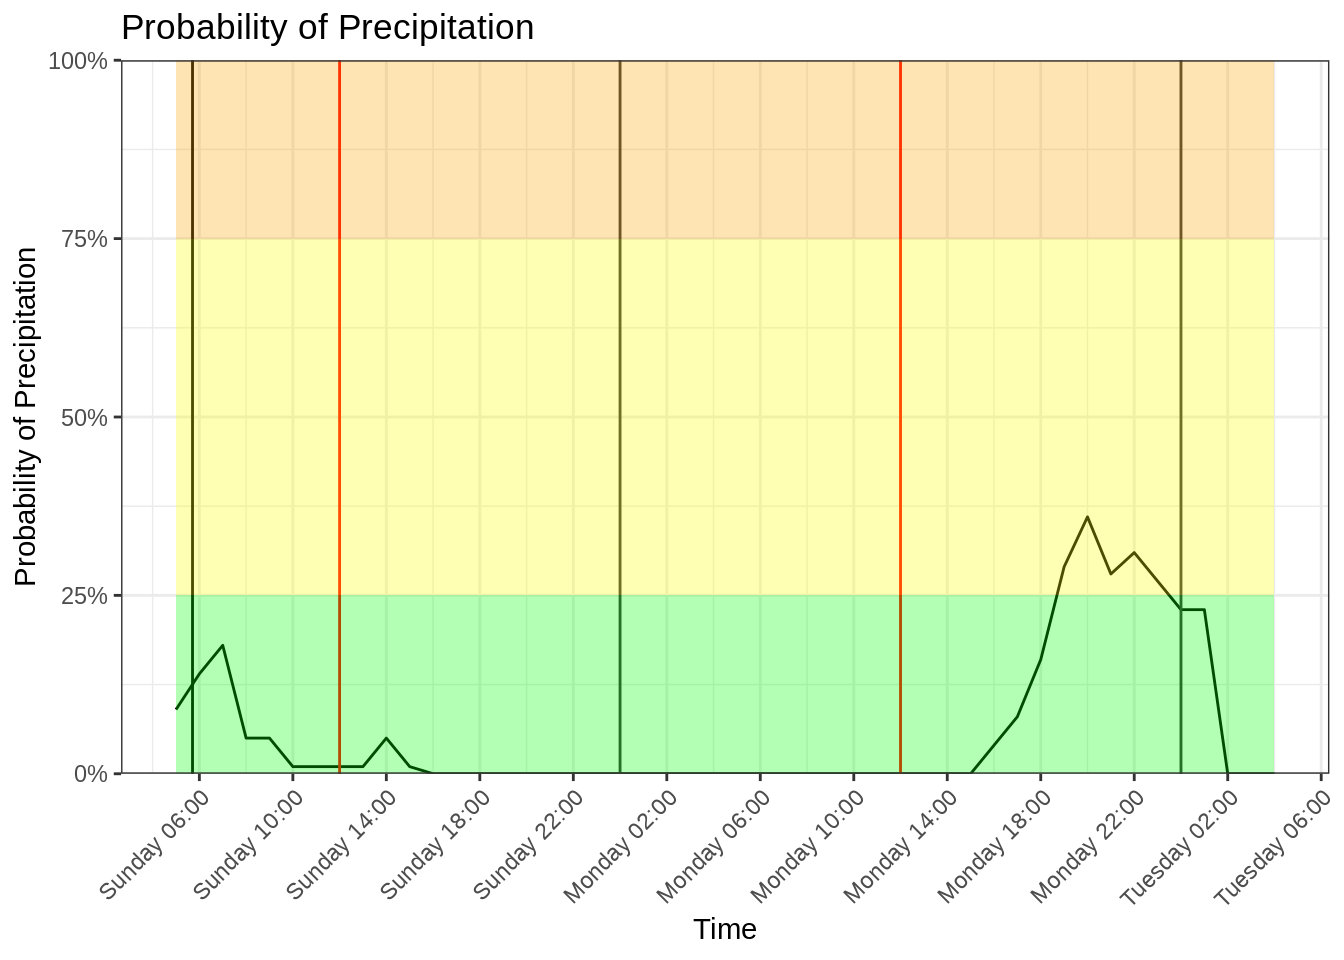 Probability of Precipitation
Probability of Precipitation
100%
75%
50%
25%
0%
Sunday 06:00
Sunday 10:00
Sunday 14:00
Sunday 18:00
Sunday 22:00
Monday 02:00
Monday 06:00
Monday 10:00
Monday 14:00
Monday 18:00
Monday 22:00
Tuesday 02:00
Tuesday 06:00
Time